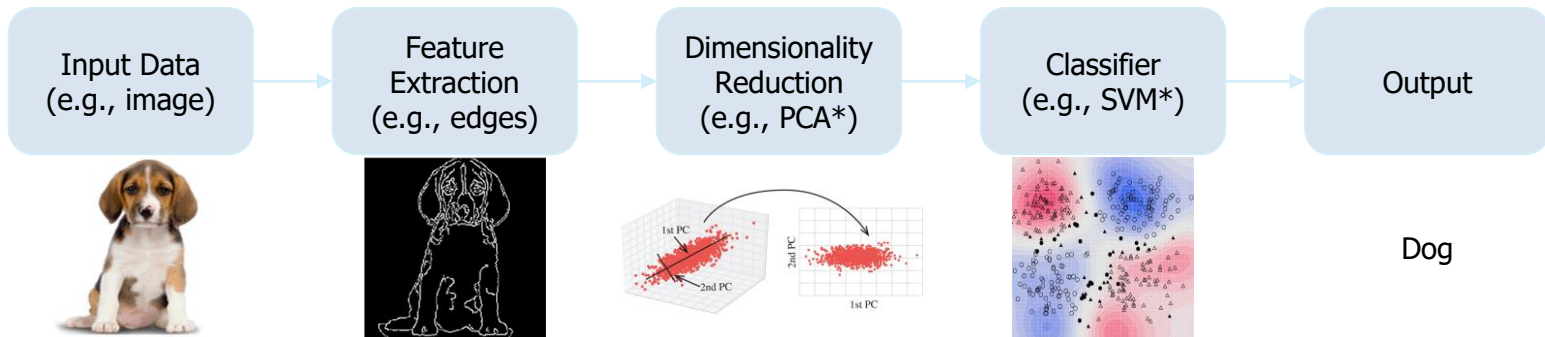 Input Data
(e.g., image)
Feature
Extraction
(e.g., edges)
Dimensionality
Reduction
(e.g., PCA*)
Classifier
(e.g., SVM*)
Output
1st PC
2nd PC
2nd PC
1st PC
Dog